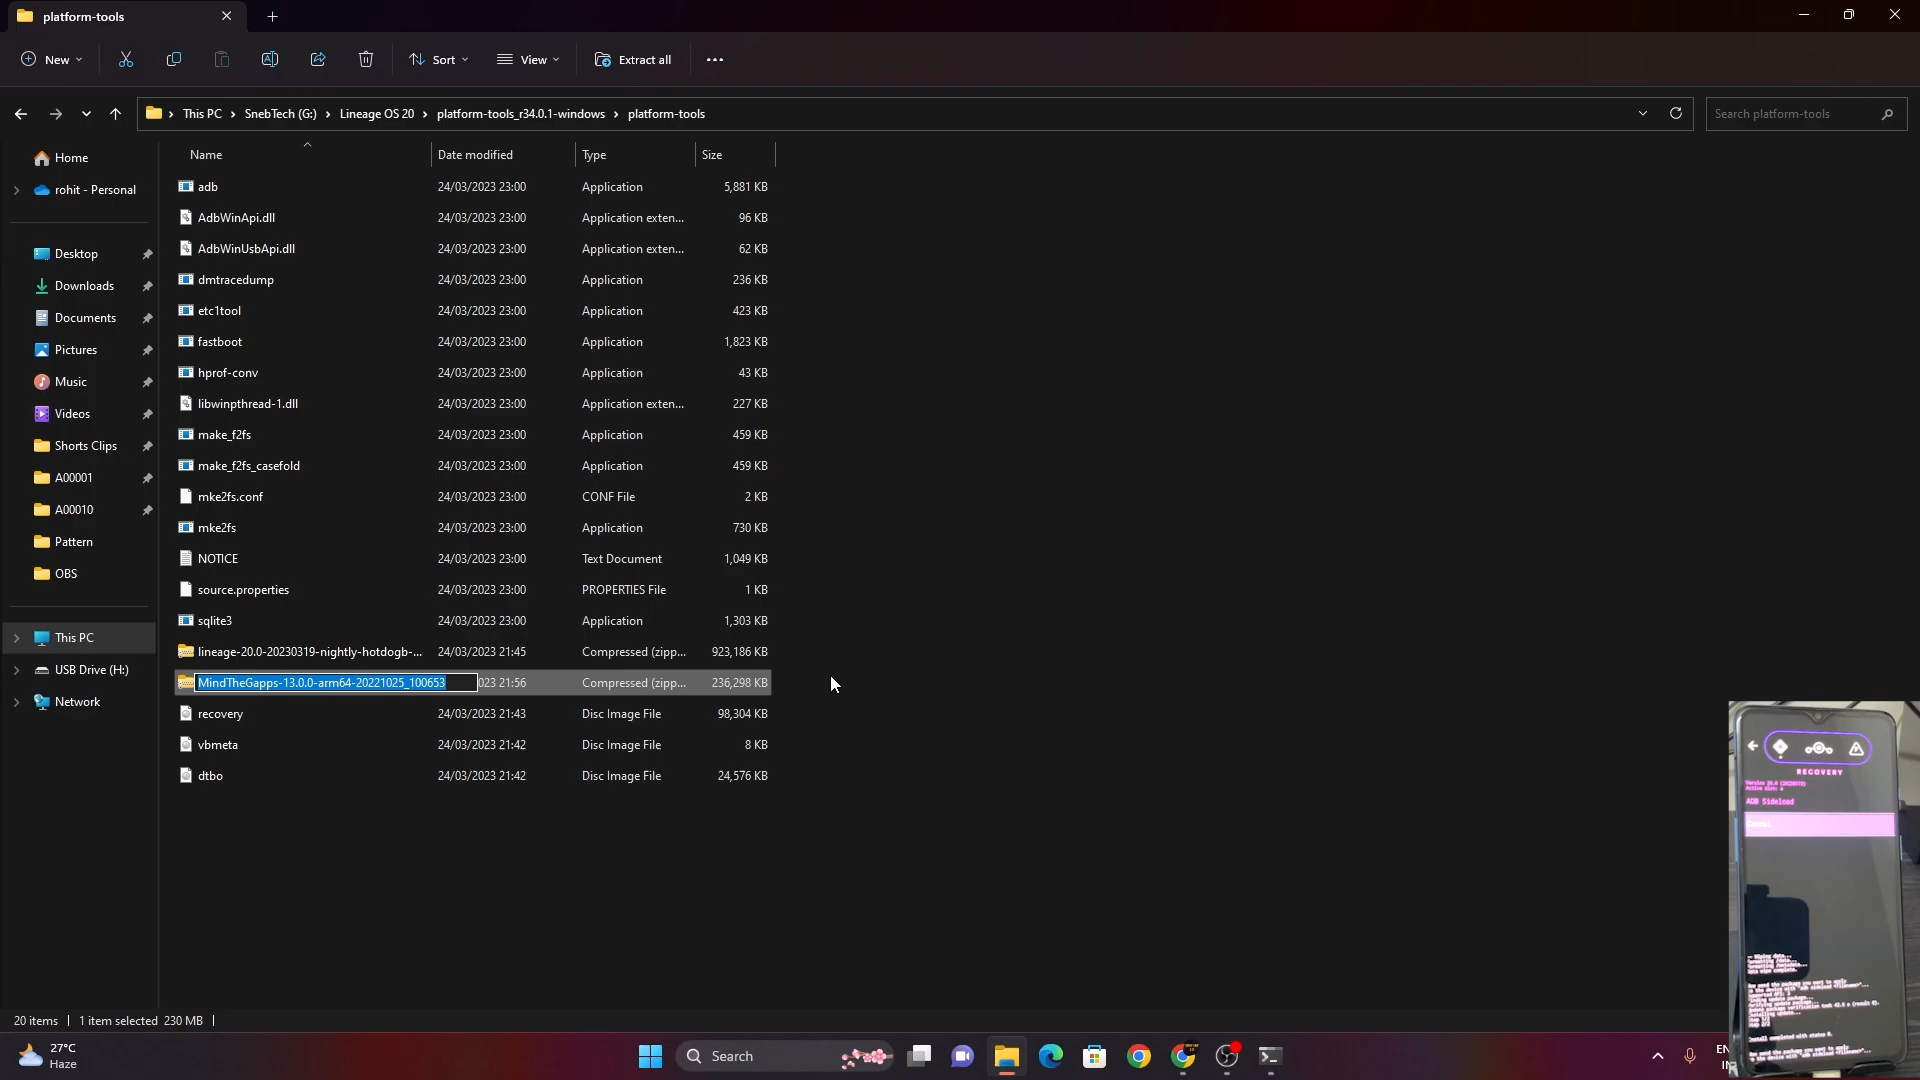 platform-tools
New
Sort
View
Extract all
This PC > SnebTech (G:) > Lineage OS 20 > platform-tools_r34.0.1-windows > platform-tools
Search platform-tools
Home
rohit - Personal
Desktop
Downloads
Documents
Pictures
Music
Videos
Shorts Clips
A00001
A00010
Pattern
OBS
This PC
USB Drive (H:)
Network
Name Date modified Type Size
adb 24/03/2023 23:00 Application 5,881 KB
AdbWinApi.dll 24/03/2023 23:00 Application exten... 96 KB
AdbWinUsbApi.dll 24/03/2023 23:00 Application exten... 62 KB
dmtracedump 24/03/2023 23:00 Application 236 KB
etc1tool 24/03/2023 23:00 Application 423 KB
fastboot 24/03/2023 23:00 Application 1,823 KB
hprof-conv 24/03/2023 23:00 Application 43 KB
libwinpthread-1.dll 24/03/2023 23:00 Application exten... 227 KB
make_f2fs 24/03/2023 23:00 Application 459 KB
make_f2fs_casefold 24/03/2023 23:00 Application 459 KB
mke2fs.conf 24/03/2023 23:00 CONF File 2 KB
mke2fs 24/03/2023 23:00 Application 730 KB
NOTICE 24/03/2023 23:00 Text Document 1,049 KB
source.properties 24/03/2023 23:00 PROPERTIES File 1 KB
sqlite3 24/03/2023 23:00 Application 1,303 KB
lineage-20.0-20230319-nightly-hotdogb-... 24/03/2023 21:45 Compressed (zipp... 923,186 KB
MindTheGapps-13.0.0-arm64-20221025_100653 023 21:56 Compressed (zipp... 236,298 KB
recovery 24/03/2023 21:43 Disc Image File 98,304 KB
vbmeta 24/03/2023 21:42 Disc Image File 8 KB
dtbo 24/03/2023 21:42 Disc Image File 24,576 KB
RECOVERY
ADB Sideload
Cancel
Installing update...
Install completed with status 0.
20 items | 1 item selected 230 MB
27°C
Haze
Search
EN
IN